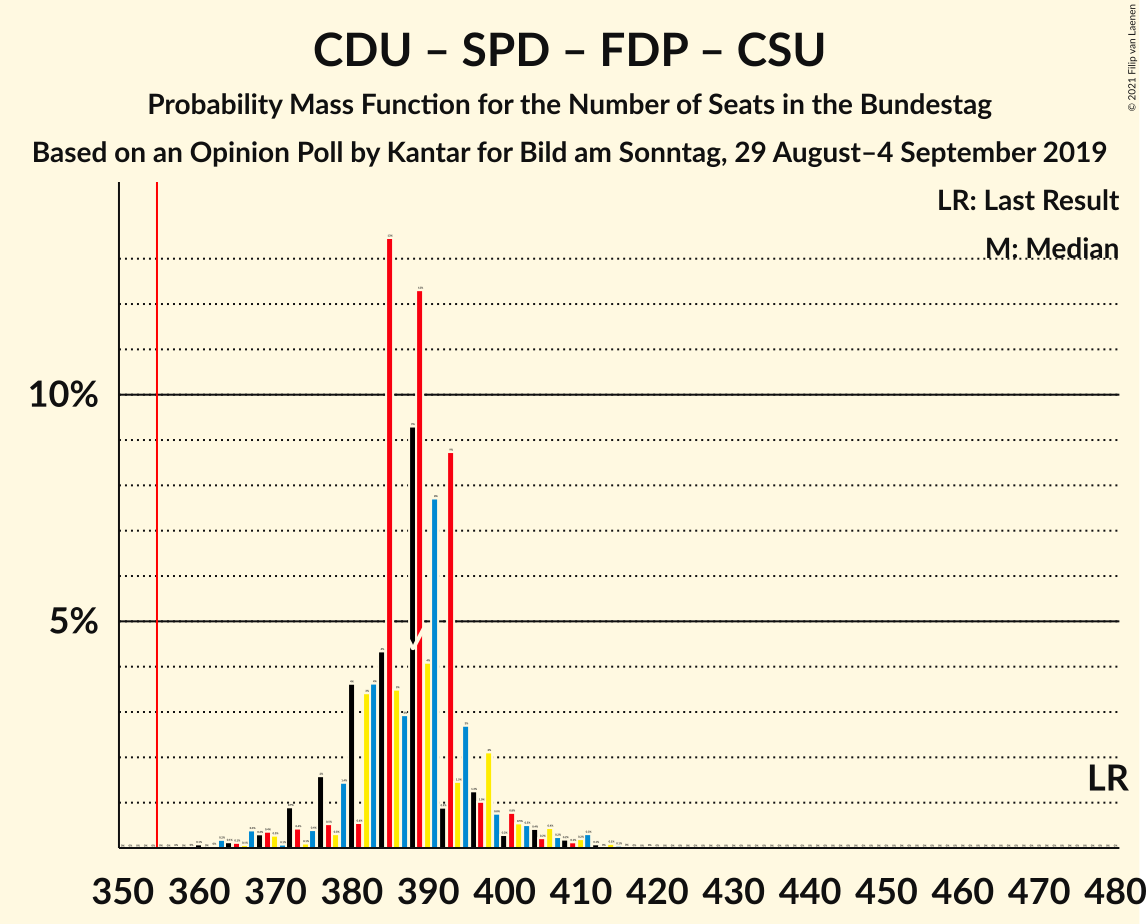 CDU – SPD – FDP – CSU
Probability Mass Function for the Number of Seats in the Bundestag
Based on an Opinion Poll by Kantar for Bild am Sonntag, 29 August–4 September 2019
© 2021 Filip van Laenen
LR: Last Result
M: Median
10%
5%
LR
350 360 370 380 390 400 410 420 430 440 450 460 470 480